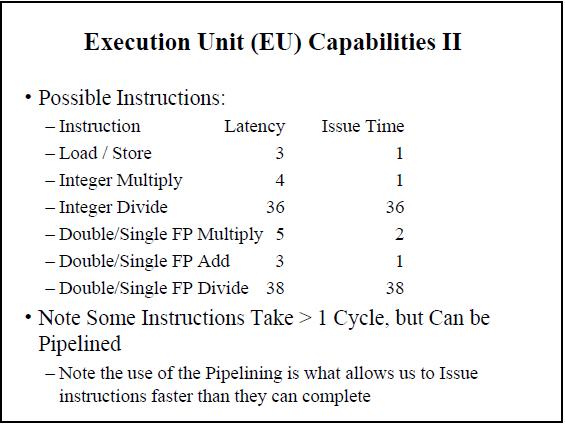 Execution Unit (EU) Capabilities II
• Possible Instructions:
– Instruction Latency Issue Time
– Load / Store 3 1
– Integer Multiply 4 1
– Integer Divide 36 36
– Double/Single FP Multiply 5 2
– Double/Single FP Add 3 1
– Double/Single FP Divide 38 38
• Note Some Instructions Take > 1 Cycle, but Can be
Pipelined
– Note the use of the Pipelining is what allows us to Issue
instructions faster than they can complete